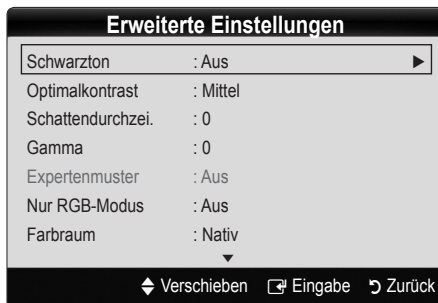 Erweiterte Einstellungen
Schwarzton : Aus ▶
Optimalkontrast : Mittel
Schattendurchzei. : 0
Gamma : 0
Expertenmuster : Aus
Nur RGB-Modus : Aus
Farbraum : Nativ
▼
Verschieben Eingabe Zurück